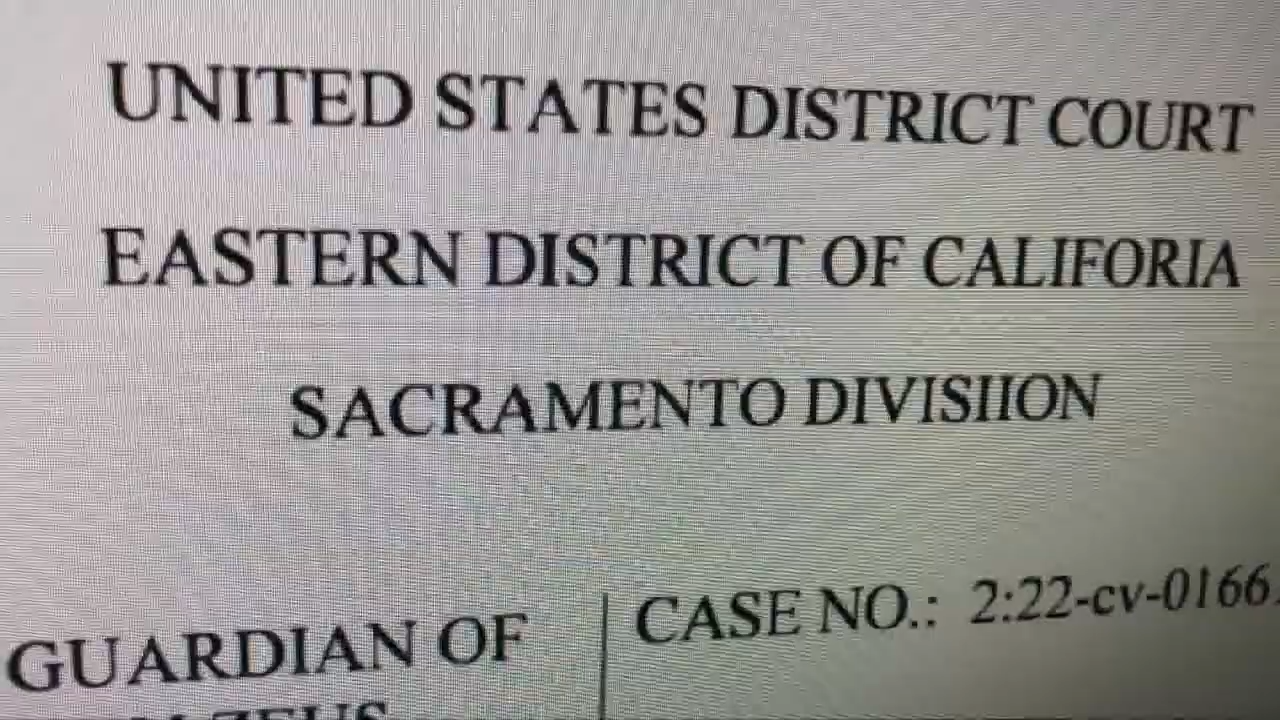 UNITED STATES DISTRICT COURT
EASTERN DISTRICT OF CALIFORIA
SACRAMENTO DIVISIION
GUARDIAN OF
CASE NO.: 2:22-cv-0166